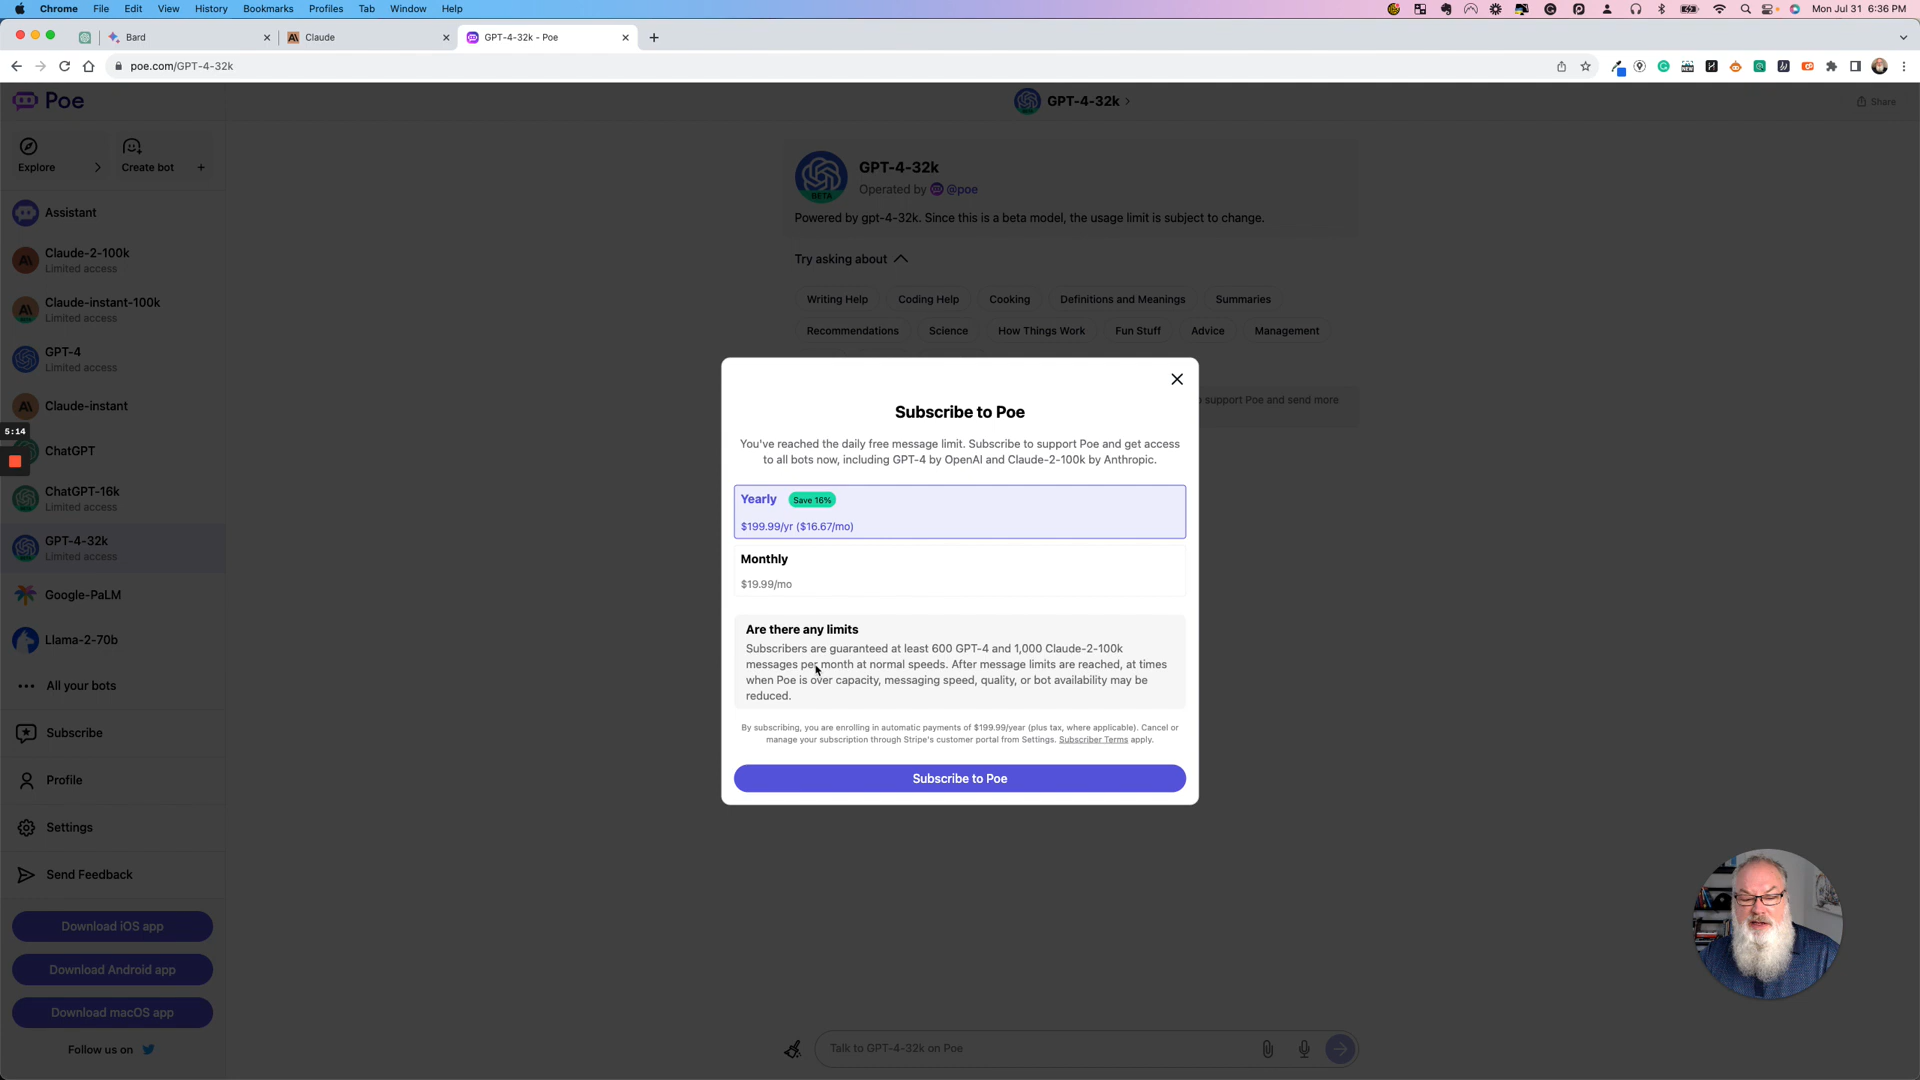 Chrome File Edit View History Bookmarks Profiles Tab Window Help
Mon Jul 31 6:36 PM
Bard
Claude
GPT-4-32k - Poe
poe.com/GPT-4-32k
Poe
GPT-4-32k
Share
Explore
Create bot
Assistant
Claude-2-100k
Limited access
Claude-instant-100k
Limited access
GPT-4
Limited access
Claude-instant
5:14
ChatGPT
ChatGPT-16k
Limited access
GPT-4-32k
Limited access
Google-PaLM
Llama-2-70b
All your bots
Subscribe
Profile
Settings
Send Feedback
Download iOS app
Download Android app
Download macOS app
Follow us on
BETA
GPT-4-32k
Operated by @poe
Powered by gpt-4-32k. Since this is a beta model, the usage limit is subject to change.
Try asking about
Writing Help Coding Help Cooking Definitions and Meanings Summaries
Recommendations Science How Things Work Fun Stuff Advice Management
support Poe and send more
Subscribe to Poe
You've reached the daily free message limit. Subscribe to support Poe and get access
to all bots now, including GPT-4 by OpenAI and Claude-2-100k by Anthropic.
Yearly Save 16%
$199.99/yr ($16.67/mo)
Monthly
$19.99/mo
Are there any limits
Subscribers are guaranteed at least 600 GPT-4 and 1,000 Claude-2-100k
messages per month at normal speeds. After message limits are reached, at times
when Poe is over capacity, messaging speed, quality, or bot availability may be
reduced.
By subscribing, you are enrolling in automatic payments of $199.99/year (plus tax, where applicable). Cancel or
manage your subscription through Stripe's customer portal from Settings. Subscriber Terms apply.
Subscribe to Poe
Talk to GPT-4-32k on Poe